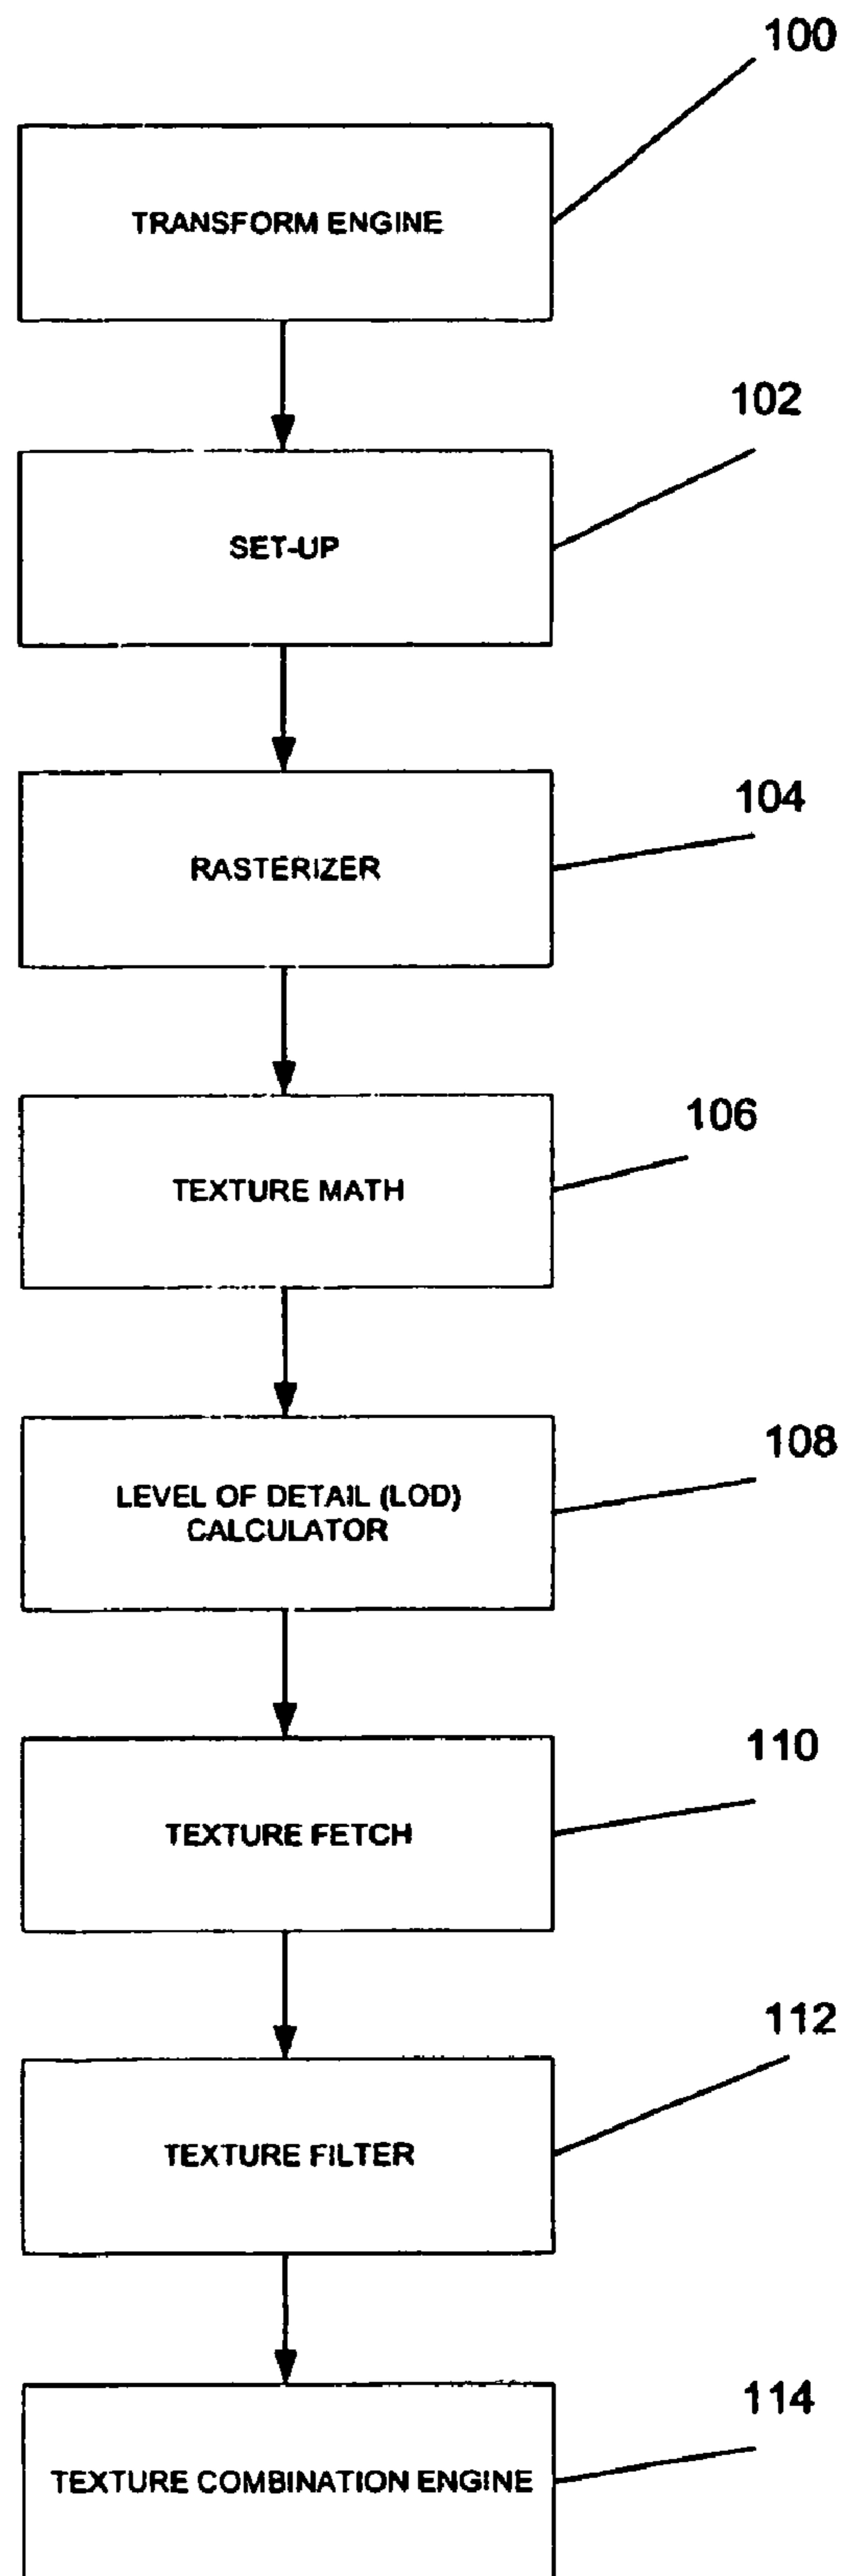 100
TRANSFORM ENGINE
102
SET-UP
104
RASTERIZER
106
TEXTURE MATH
108
LEVEL OF DETAIL (LOD)
CALCULATOR
110
TEXTURE FETCH
112
TEXTURE FILTER
114
TEXTURE COMBINATION ENGINE